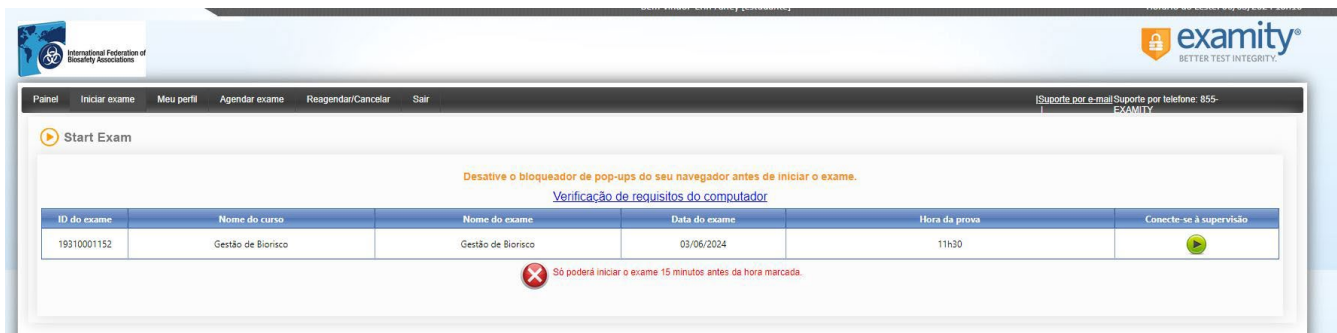 International Federation of
Biosafety Associations
examity®
BETTER TEST INTEGRITY.
Painel Iniciar exame Meu perfil Agendar exame Reagendar/Cancelar Sair |Suporte por e-mail Suporte por telefone: 855-
| EXAMITY
Start Exam
Desative o bloqueador de pop-ups do seu navegador antes de iniciar o exame.
Verificação de requisitos do computador
ID do exame Nome do curso Nome do exame Data do exame Hora da prova Conecte-se à supervisão
19310001152 Gestão de Biorisco Gestão de Biorisco 03/06/2024 11h30
Só poderá iniciar o exame 15 minutos antes da hora marcada.